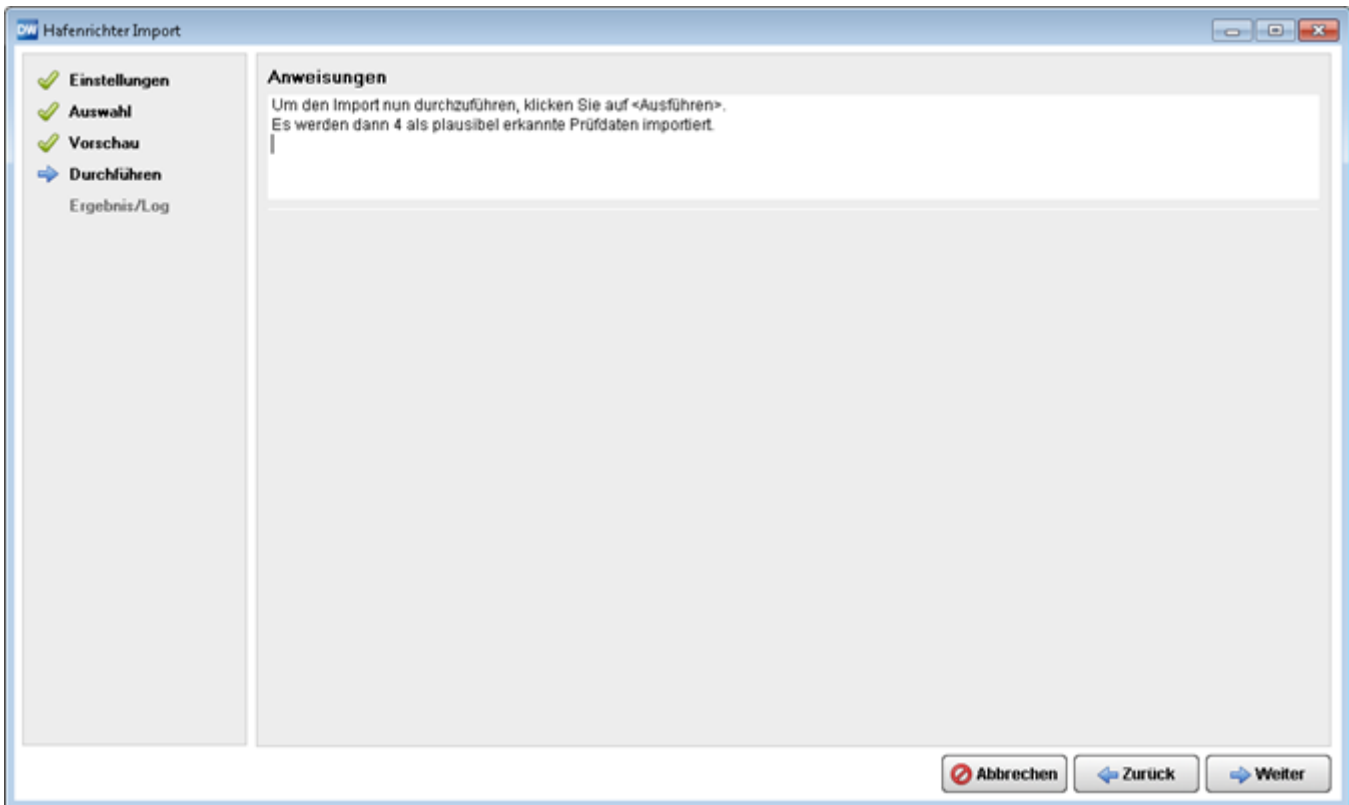 DW Hafenrichter Import
Einstellungen
Auswahl
Vorschau
Durchführen
Ergebnis/Log
Anweisungen
Um den Import nun durchzuführen, klicken Sie auf <Ausführen>.
Es werden dann 4 als plausibel erkannte Prüfdaten importiert.
Abbrechen
Zurück
Weiter